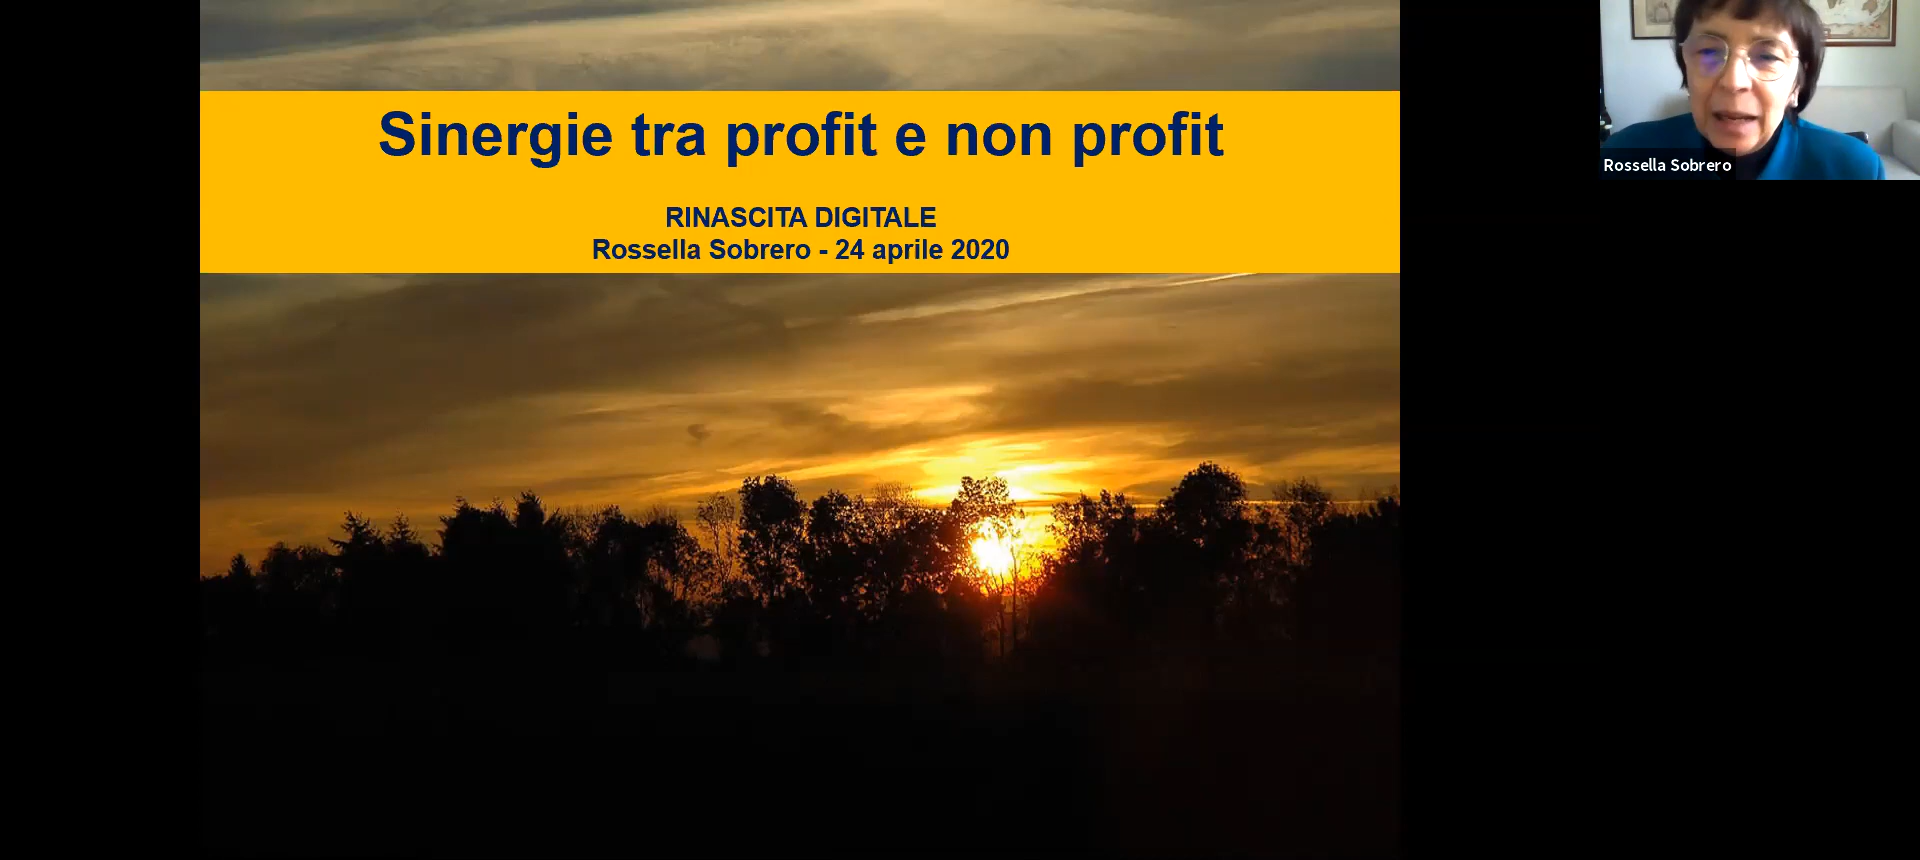 Sinergie tra profit e non profit
RINASCITA DIGITALE
Rossella Sobrero - 24 aprile 2020
Rossella Sobrero